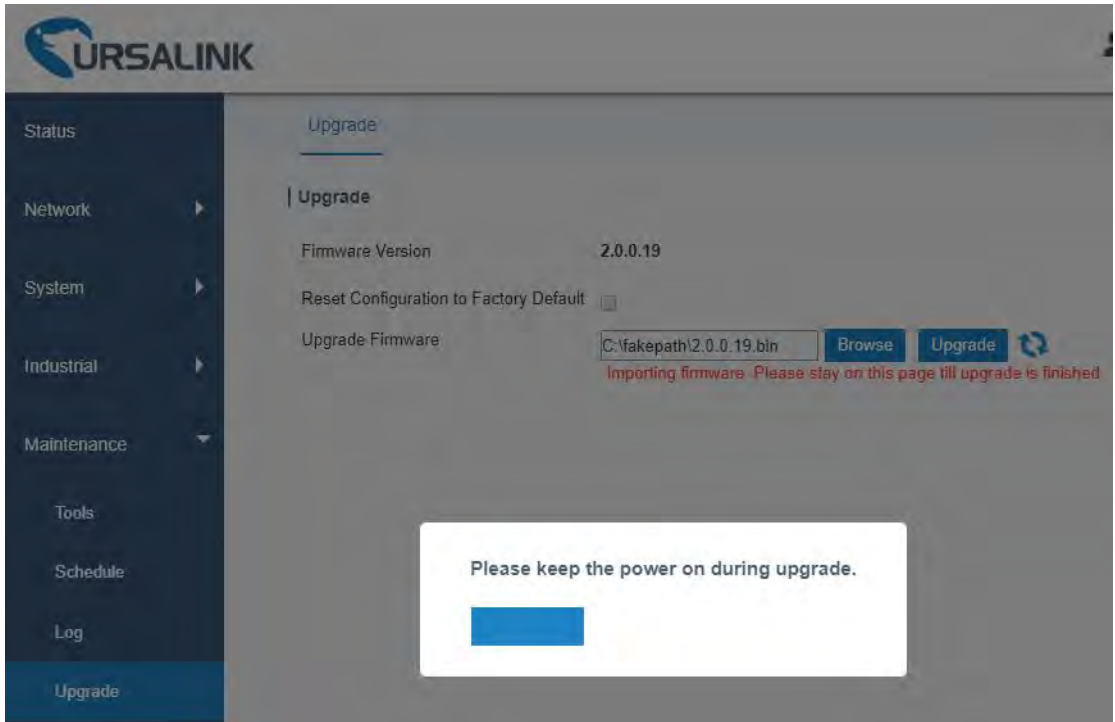 URSALINK
Status
Network
System
Industrial
Maintenance
Tools
Schedule
Log
Upgrade
Upgrade
Upgrade
Firmware Version 2.0.0.19
Reset Configuration to Factory Default
Upgrade Firmware C:\fakepath\2.0.0.19.bin Browse Upgrade
Importing firmware. Please stay on this page till upgrade is finished
Please keep the power on during upgrade.